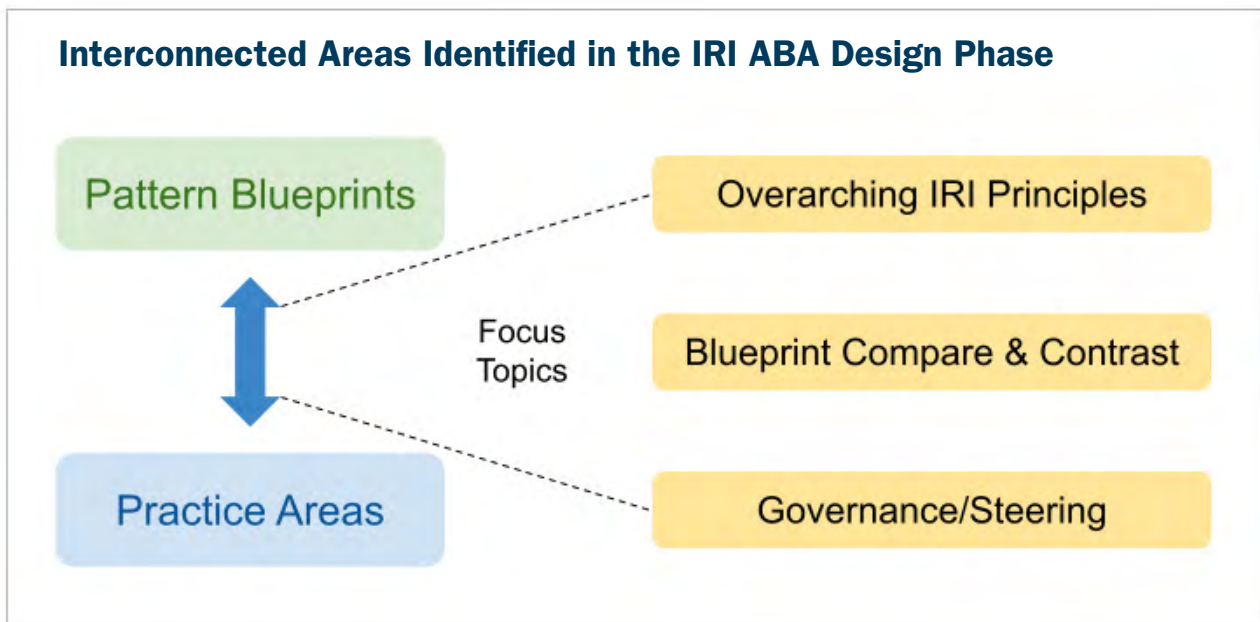 Interconnected Areas Identified in the IRI ABA Design Phase
Pattern Blueprints
Practice Areas
Focus
Topics
Overarching IRI Principles
Blueprint Compare & Contrast
Governance/Steering